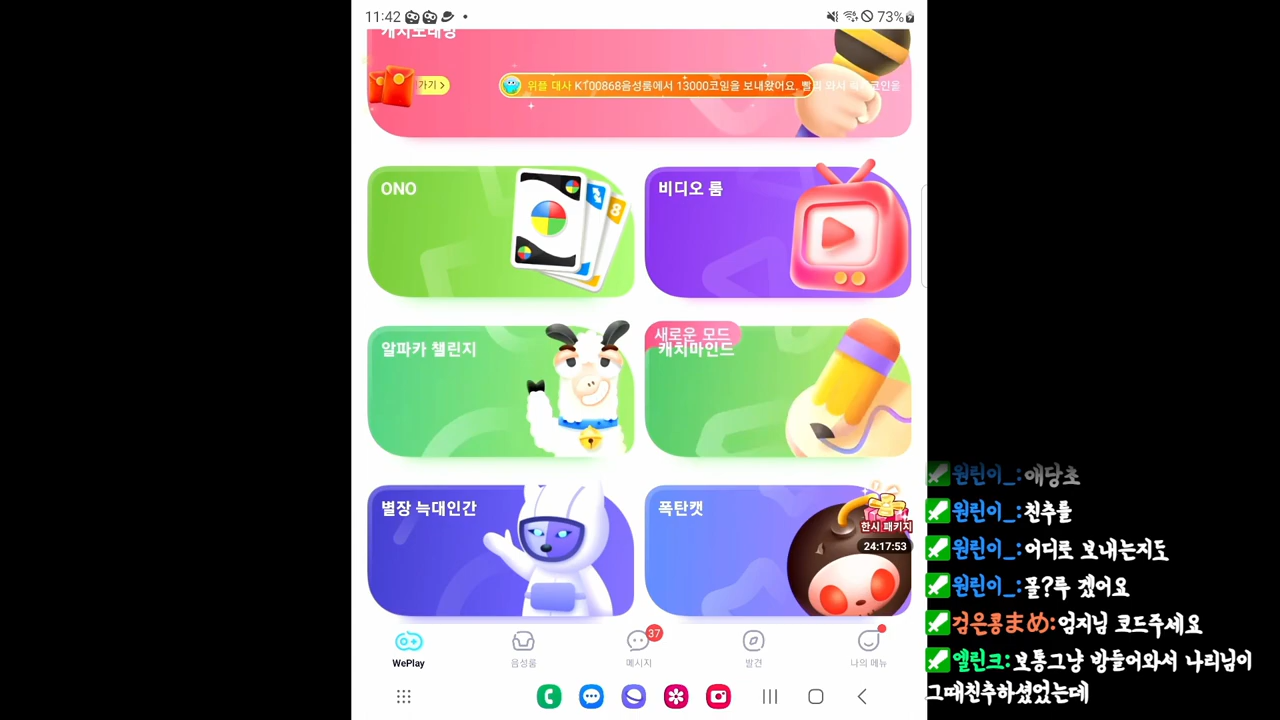 11:42
73%
가기 >
위플 대사 K100868음성룸에서 13000코인을 보내왔어요. 빨리 와서
ONO
비디오 룸
알파카 챌린지
새로운 모드
캐치마인드
별장 늑대인간
폭탄캣
한시 패키지
24:17:53
WePlay
음성룸
37
메시지
발견
나의 메뉴
원린이_: 애당초
원린이_: 친추를
원린이_: 어디로 보내는지도
원린이_: 몰?루 겠어요
검은콩まめ: 엄지님 코드주세요
엘린크: 보통그냥 방들어와서 나리님이
그때친추하셨었는데